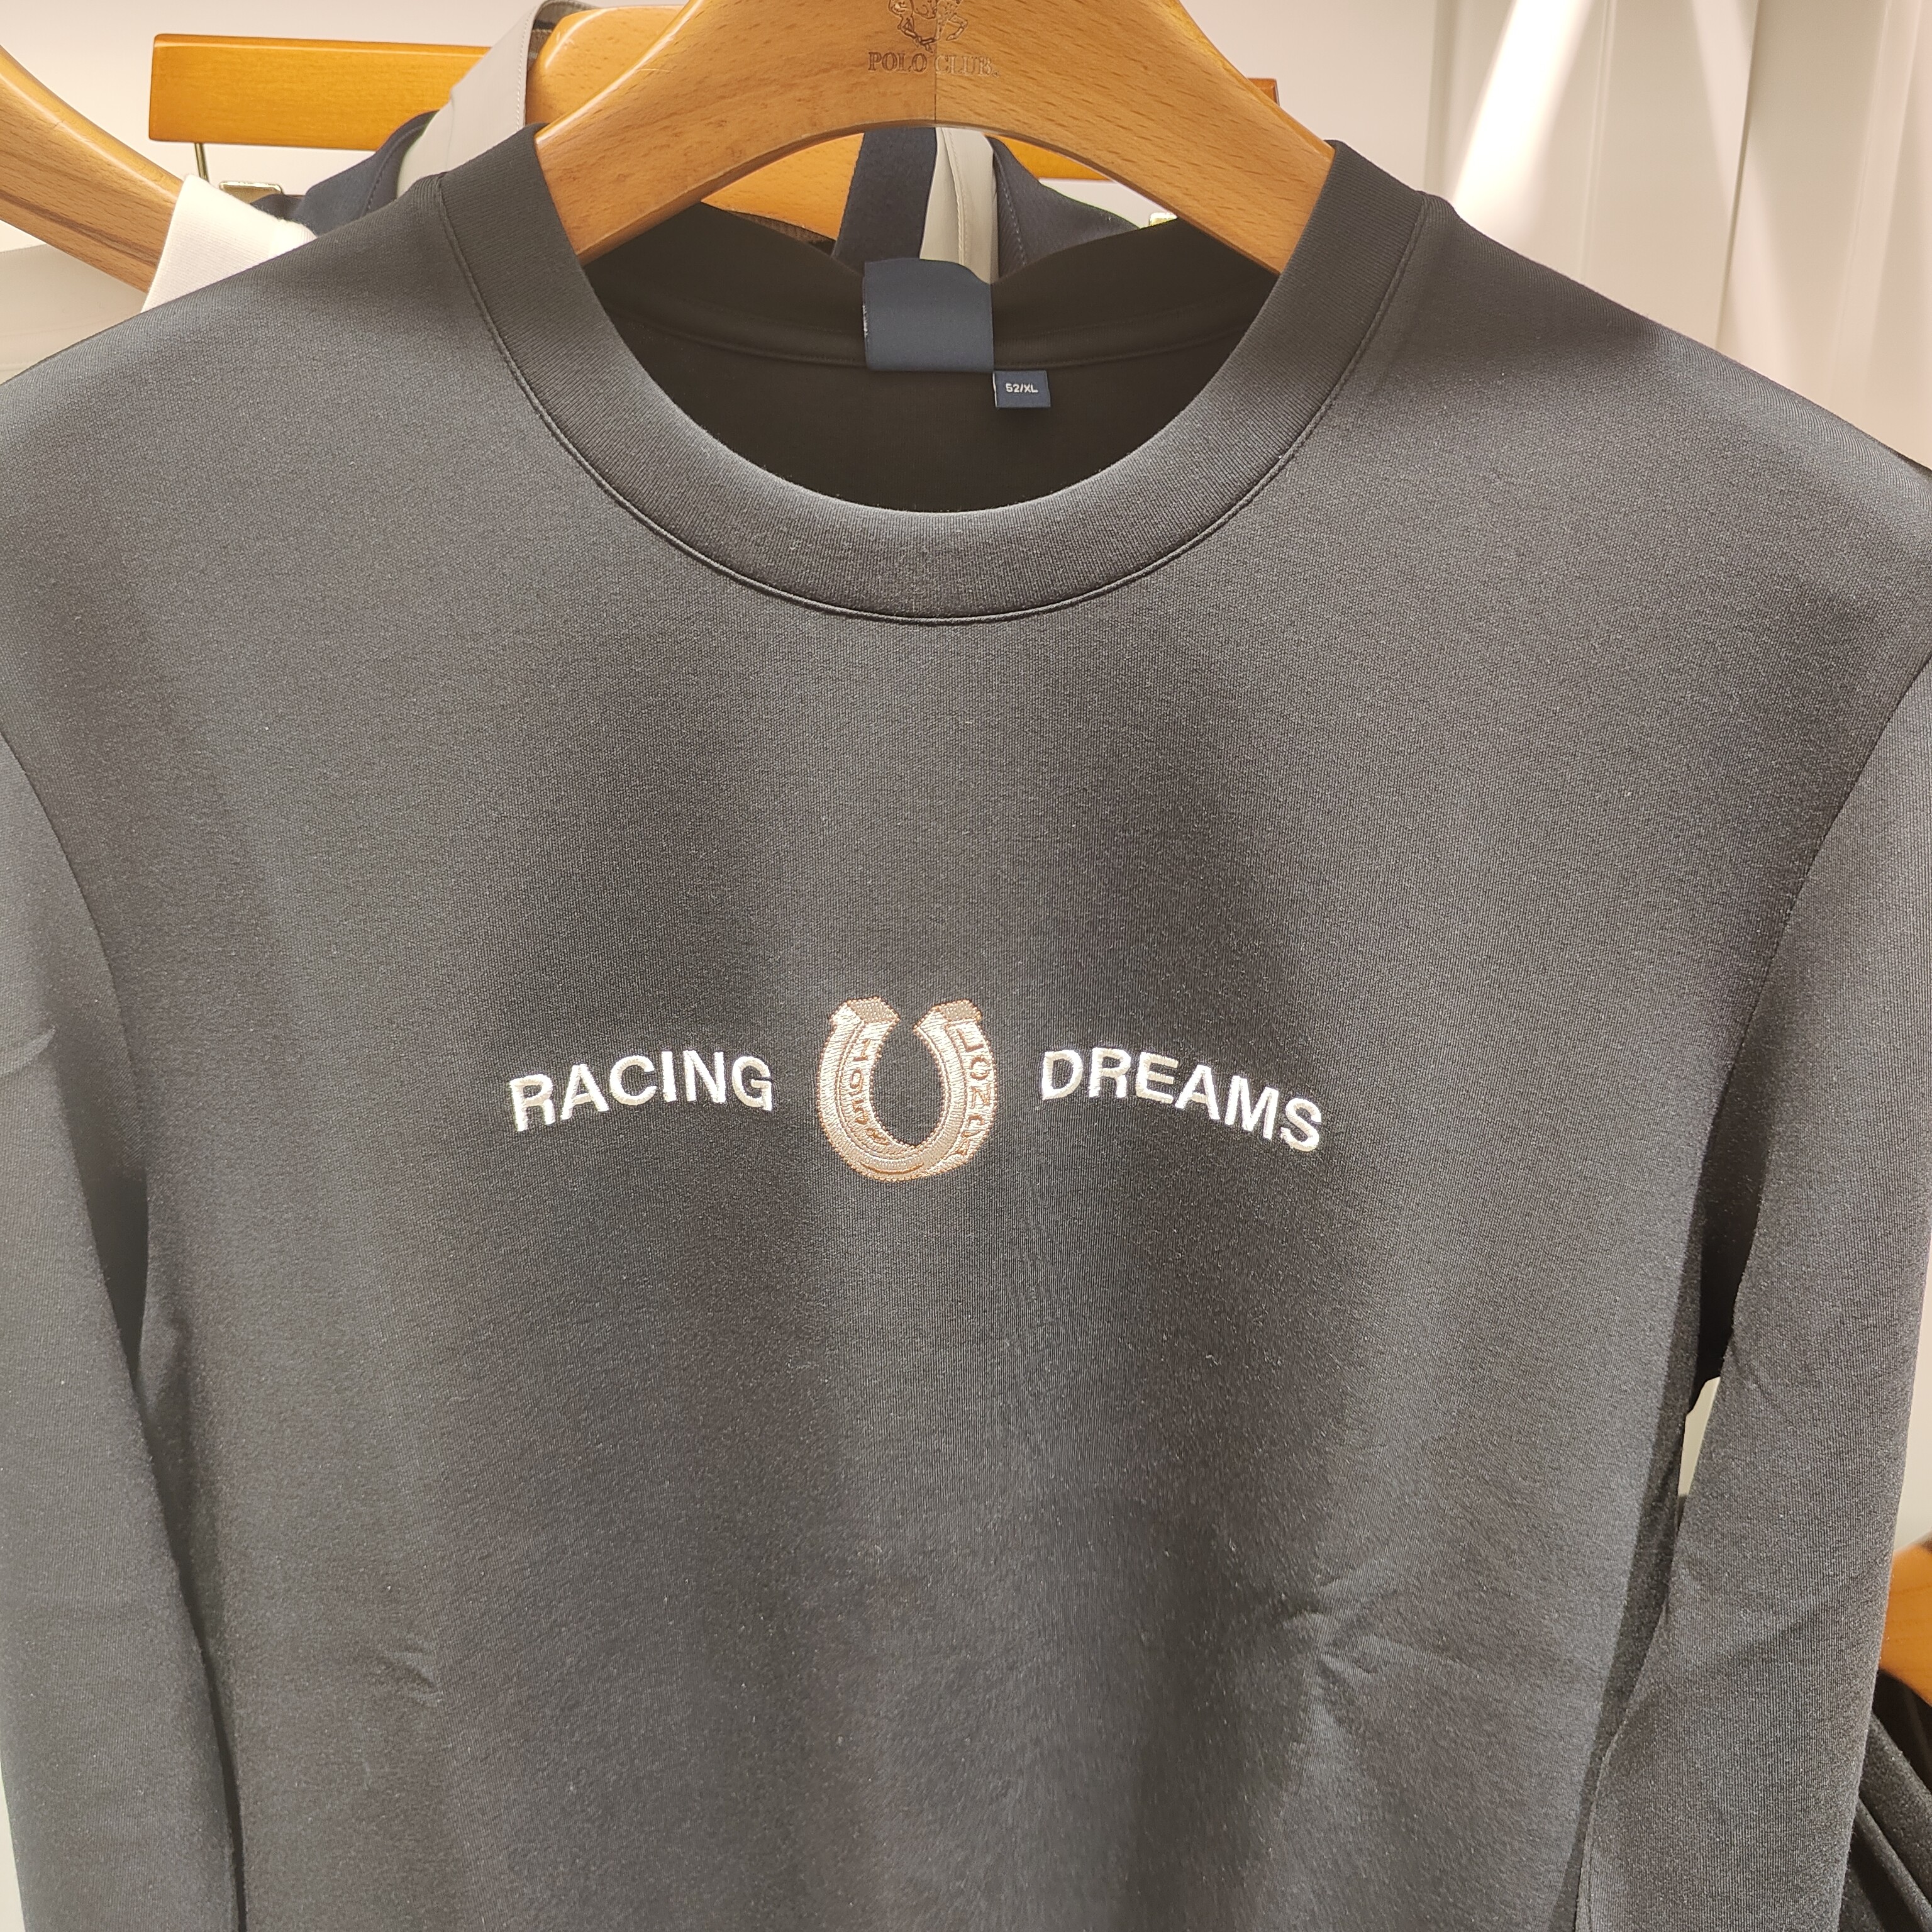 POLO CLUB.
52/XL
RACING DREAMS